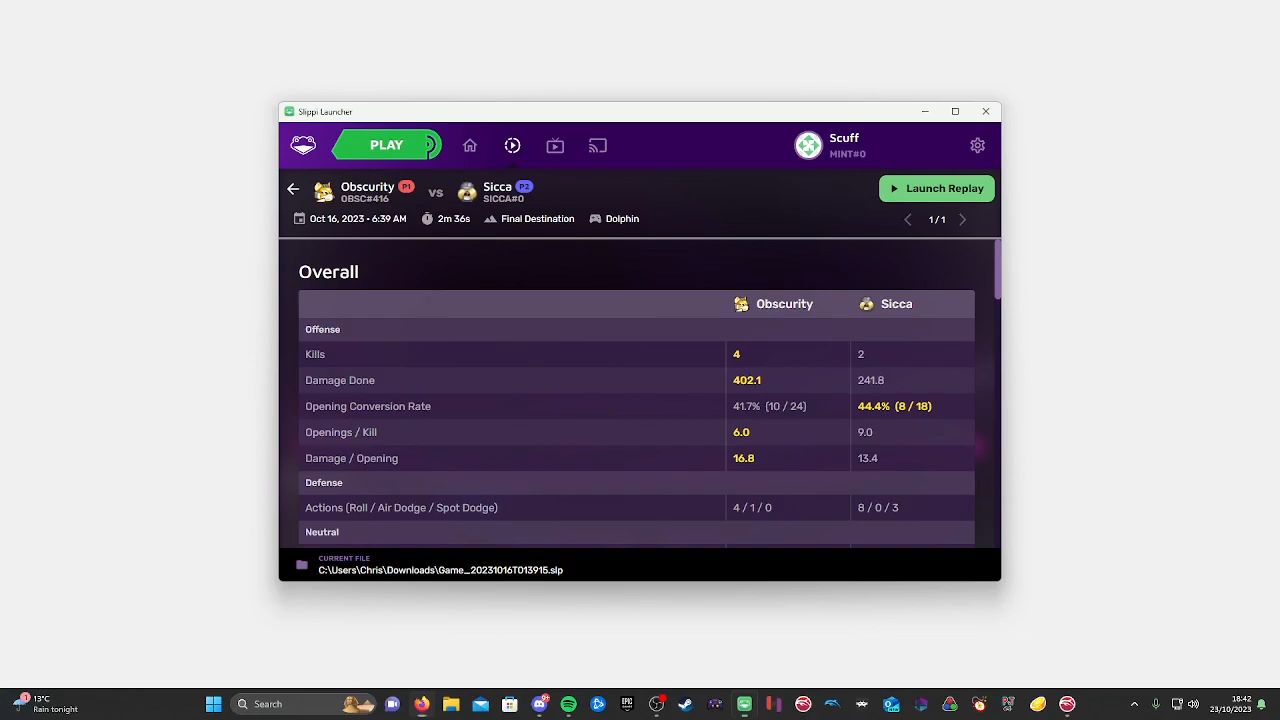 Slippi Launcher
PLAY
Scuff
MINT#0
Obscurity P1
OBSC#416
vs
Sicca P2
SICCA#0
Launch Replay
Oct 16, 2023 • 6:39 AM
2m 36s
Final Destination
Dolphin
1 / 1
Overall
Obscurity
Sicca
Offense
Kills 4 2
Damage Done 402.1 241.8
Opening Conversion Rate 41.7% (10 / 24) 44.4% (8 / 18)
Openings / Kill 6.0 9.0
Damage / Opening 16.8 13.4
Defense
Actions (Roll / Air Dodge / Spot Dodge) 4 / 1 / 0 8 / 0 / 3
Neutral
CURRENT FILE
C:\Users\Chris\Downloads\Game_20231016T013915.slp
1
13°C
Rain tonight
Search
18:42
23/10/2023